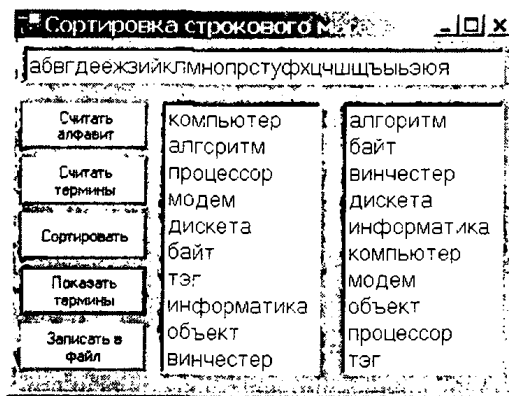 Сортировка строкового
абвгдеежзийклмнопрстуфхцчшщъыьэюя
Считать
алфавит
Считать
термины
Сортировать
Показать
термины
Записать в
файл
компьютер
алгоритм
процессор
модем
дискета
байт
тэг
информатика
объект
винчестер
алгоритм
байт
винчестер
дискета
информатика
компьютер
модем
объект
процессор
тэг